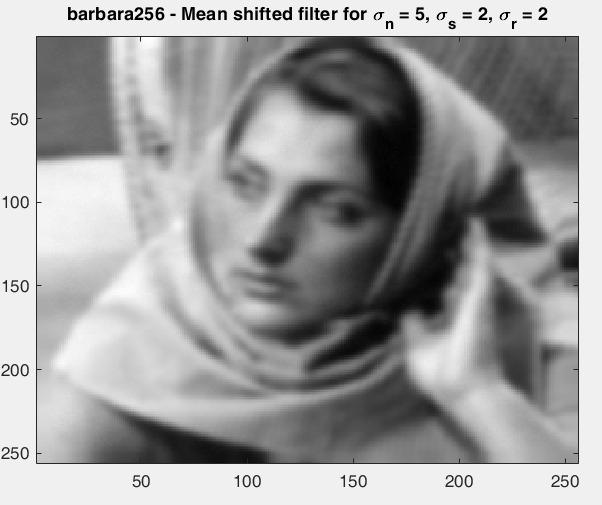 barbara256 - Mean shifted filter for σn = 5, σs = 2, σr = 2
50
100
150
200
250
50 100 150 200 250